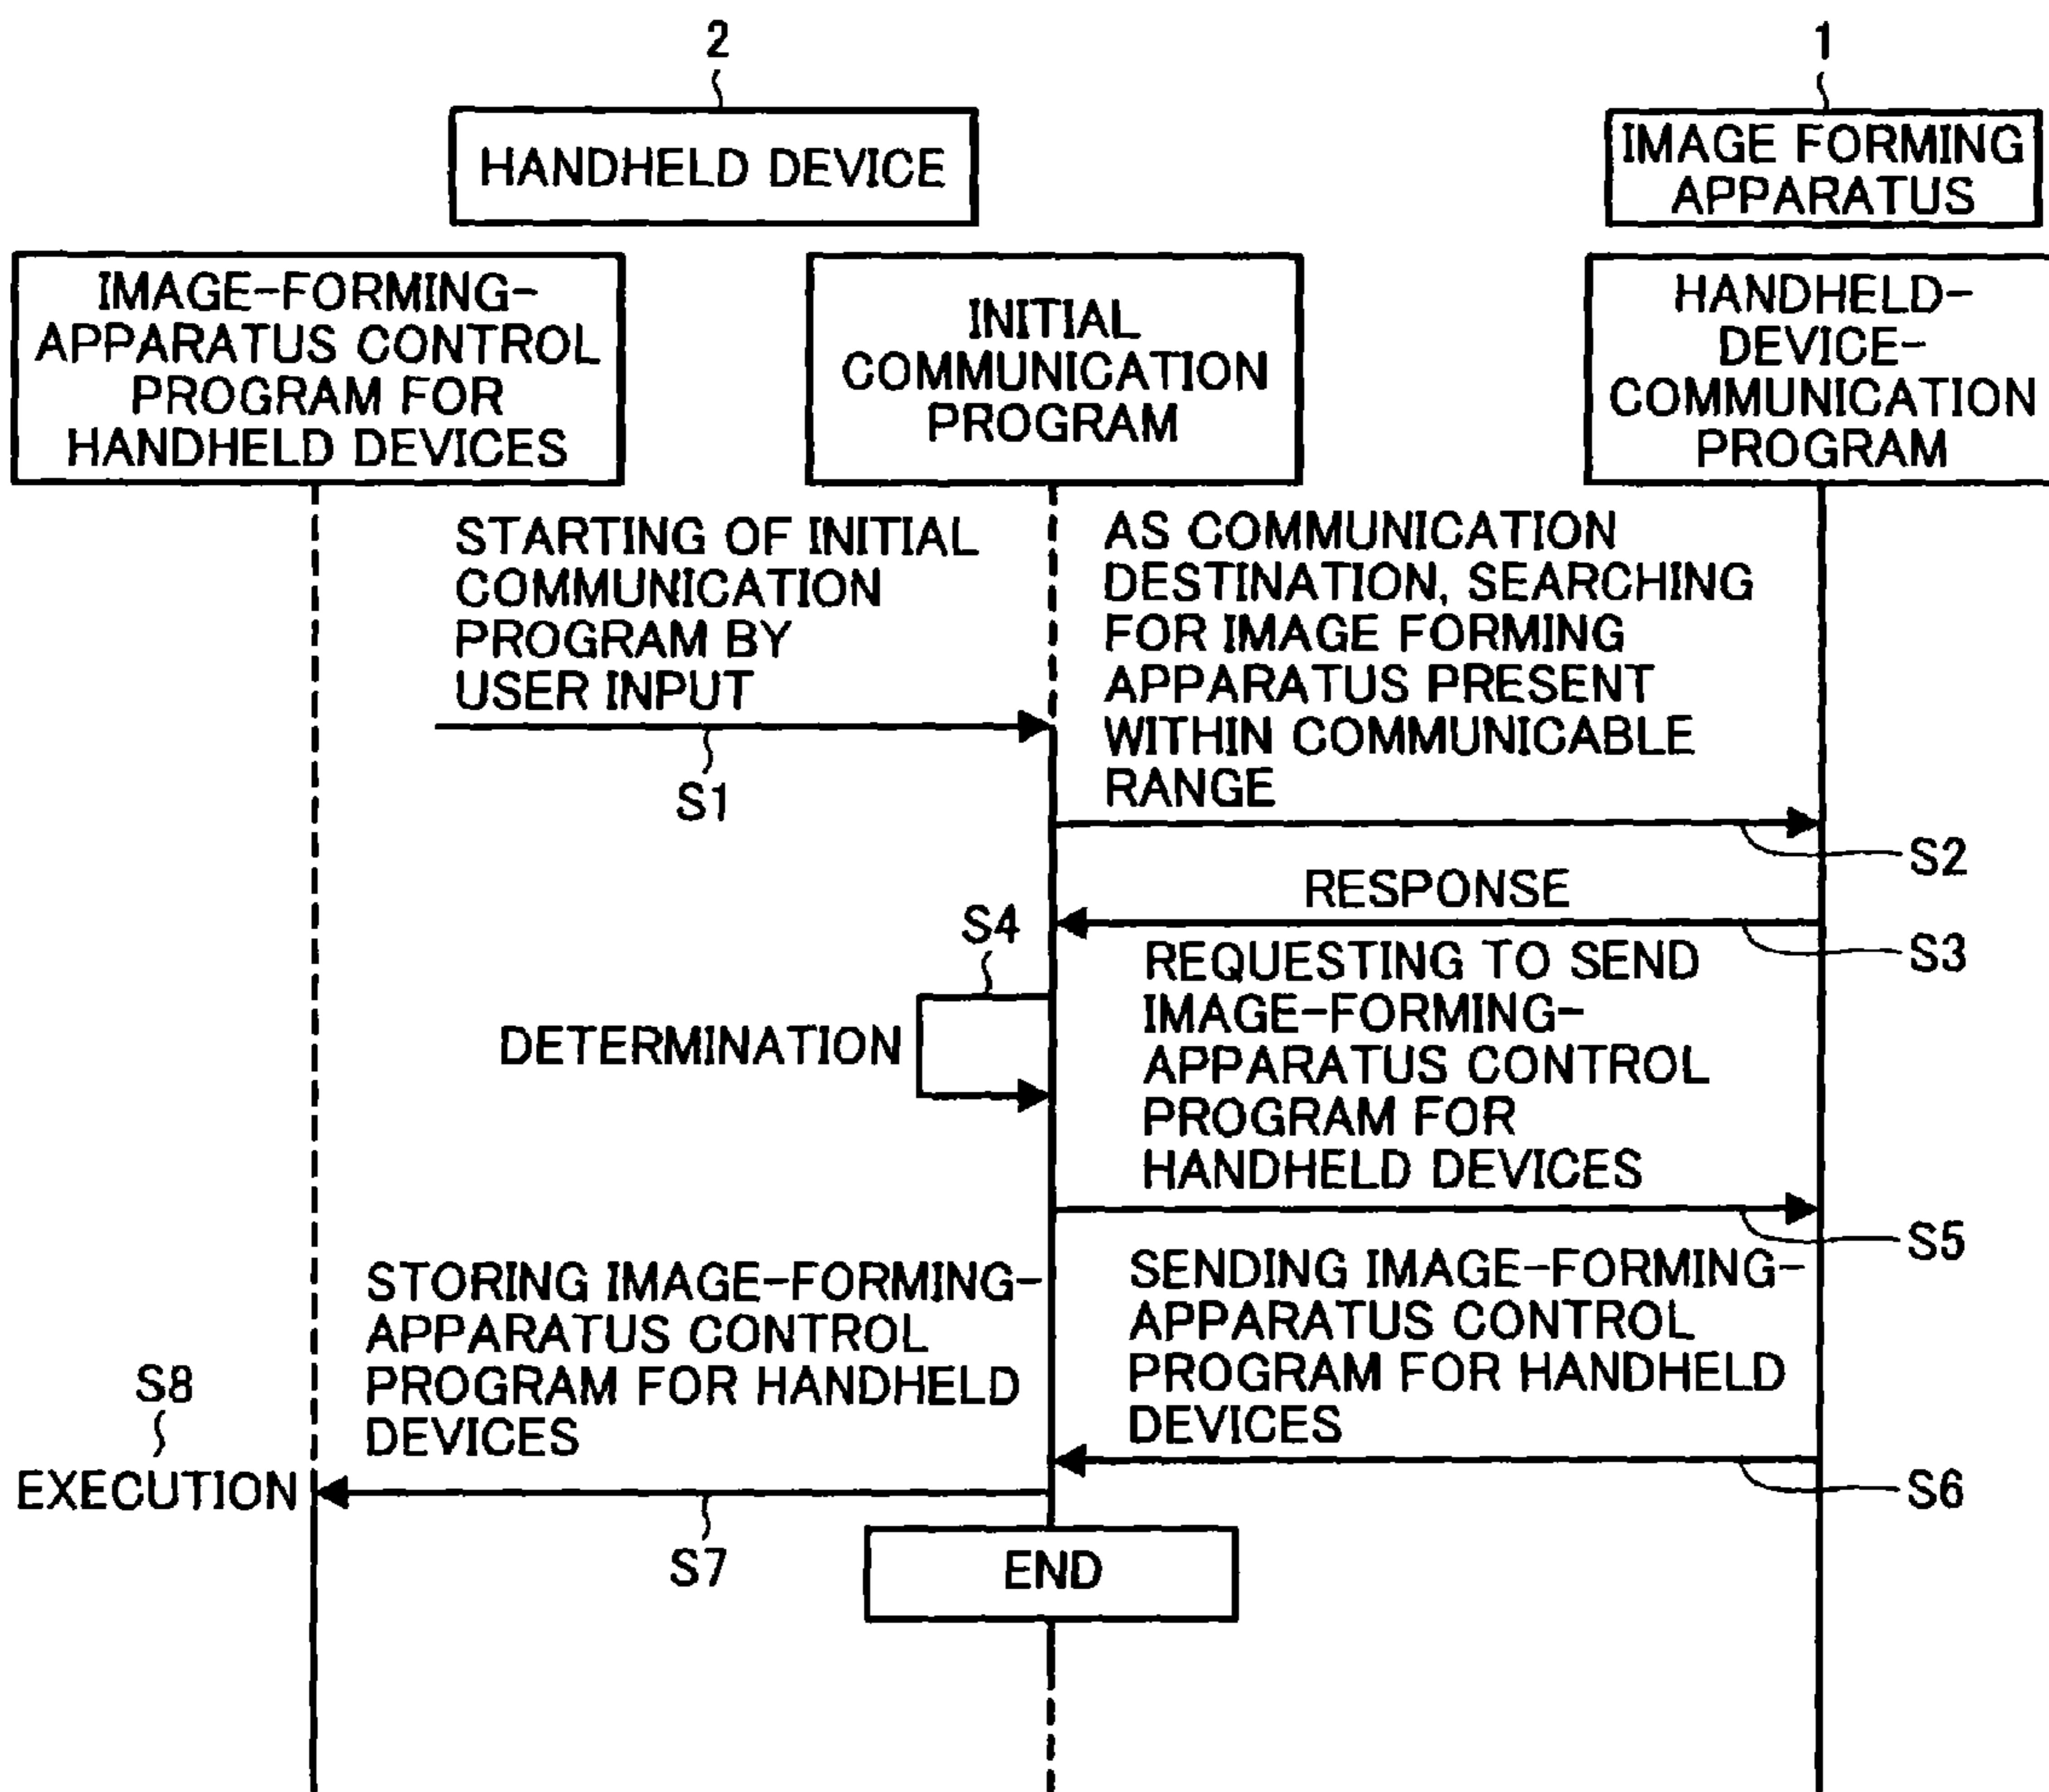 2
1
HANDHELD DEVICE
IMAGE FORMING
APPARATUS
IMAGE-FORMING-
APPARATUS CONTROL
PROGRAM FOR
HANDHELD DEVICES
INITIAL
COMMUNICATION
PROGRAM
HANDHELD-
DEVICE-
COMMUNICATION
PROGRAM
STARTING OF INITIAL
COMMUNICATION
PROGRAM BY
USER INPUT
S1
AS COMMUNICATION
DESTINATION, SEARCHING
FOR IMAGE FORMING
APPARATUS PRESENT
WITHIN COMMUNICABLE
RANGE
S2
RESPONSE
S3
S4
DETERMINATION
REQUESTING TO SEND
IMAGE-FORMING-
APPARATUS CONTROL
PROGRAM FOR
HANDHELD DEVICES
S5
SENDING IMAGE-FORMING-
APPARATUS CONTROL
PROGRAM FOR HANDHELD
DEVICES
S6
STORING IMAGE-FORMING-
APPARATUS CONTROL
PROGRAM FOR HANDHELD
DEVICES
S7
S8
EXECUTION
END